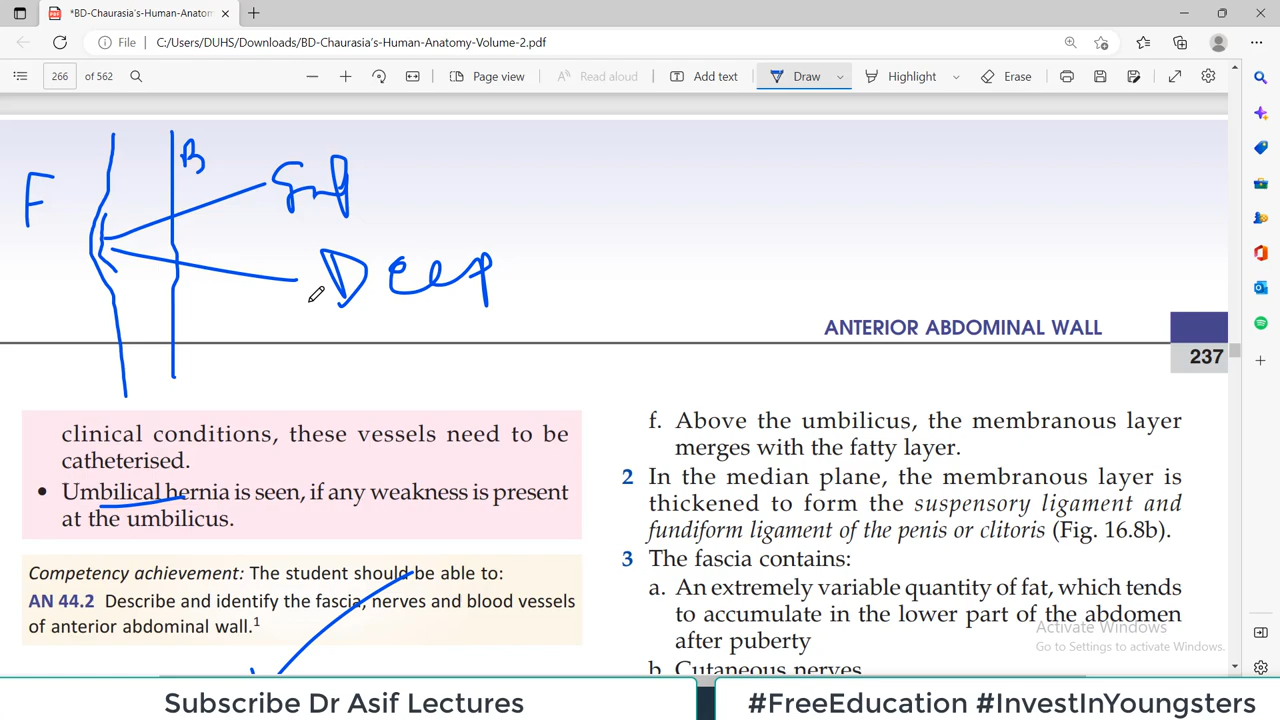 *BD-Chaurasia's-Human-Anatom
File
C:/Users/DUHS/Downloads/BD-Chaurasia's-Human-Anatomy-Volume-2.pdf
266 of 562
Page view
Read aloud
Add text
Draw
Highlight
Erase
B
F
Deep
ANTERIOR ABDOMINAL WALL
237
clinical conditions, these vessels need to be
catheterised.
• Umbilical hernia is seen, if any weakness is present
at the umbilicus.
Competency achievement: The student should be able to:
AN 44.2 Describe and identify the fascia, nerves and blood vessels
of anterior abdominal wall.1
f. Above the umbilicus, the membranous layer
merges with the fatty layer.
2 In the median plane, the membranous layer is
thickened to form the suspensory ligament and
fundiform ligament of the penis or clitoris (Fig. 16.8b).
3 The fascia contains:
a. An extremely variable quantity of fat, which tends
to accumulate in the lower part of the abdomen
after puberty
b. Cutaneous nerves
Activate Windows
Go to Settings to activate Windows.
Subscribe Dr Asif Lectures
#FreeEducation #InvestInYoungsters